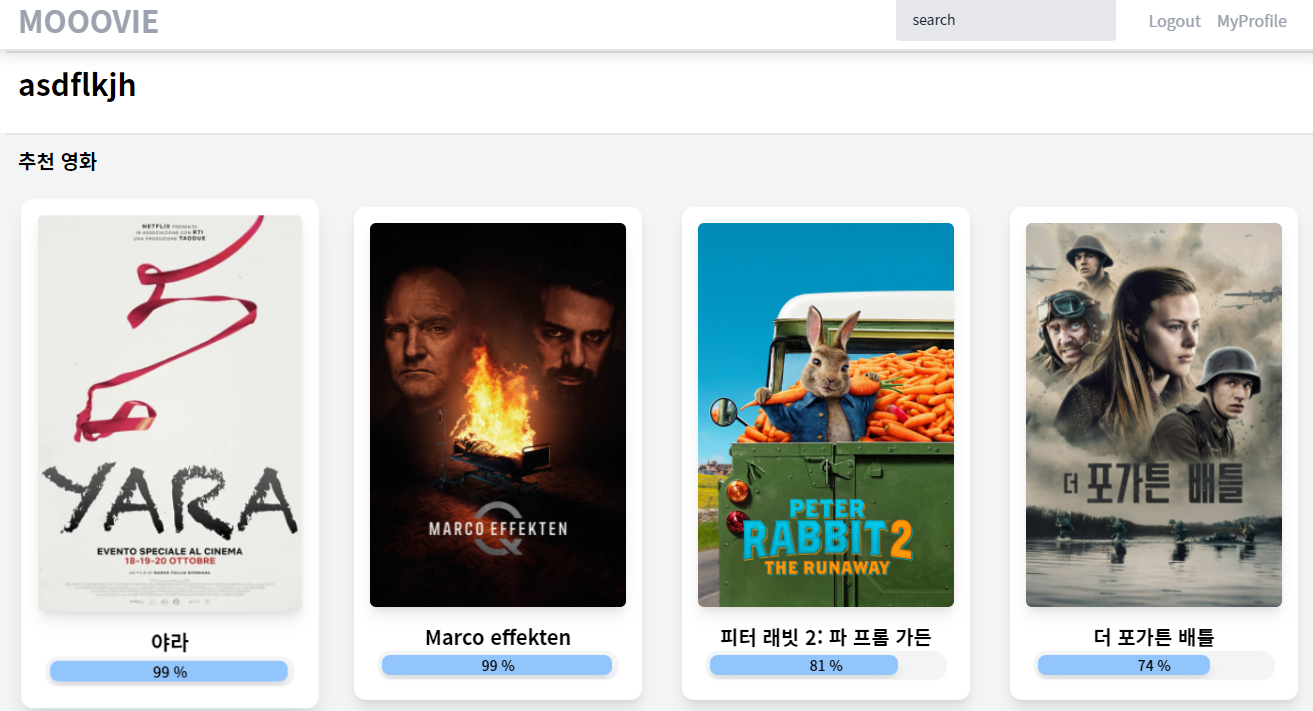 MOOOVIE
search
Logout MyProfile
asdflkjh
추천 영화
NETFLIX PRESENTA
IN ASSOCIAZIONE CON RTI
UNA PRODUZIONE TAODUE
YARA
EVENTO SPECIALE AL CINEMA
18-19-20 OTTOBRE
UN FILM DI MARCO TULLIO GIORDANA
야라
99 %
MARCO EFFEKTEN
Marco effekten
99 %
PETER
RABBIT 2
THE RUNAWAY
피터 래빗 2: 파 프롬 가든
81 %
더 포가튼 배틀
더 포가튼 배틀
74 %